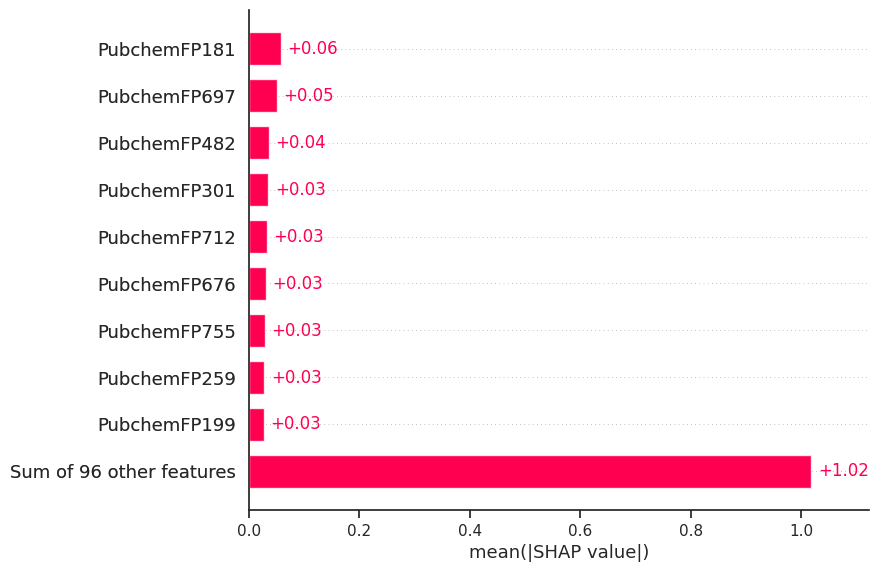 PubchemFP181 +0.06
PubchemFP697 +0.05
PubchemFP482 +0.04
PubchemFP301 +0.03
PubchemFP712 +0.03
PubchemFP676 +0.03
PubchemFP755 +0.03
PubchemFP259 +0.03
PubchemFP199 +0.03
Sum of 96 other features +1.02
0.0 0.2 0.4 0.6 0.8 1.0
mean(|SHAP value|)